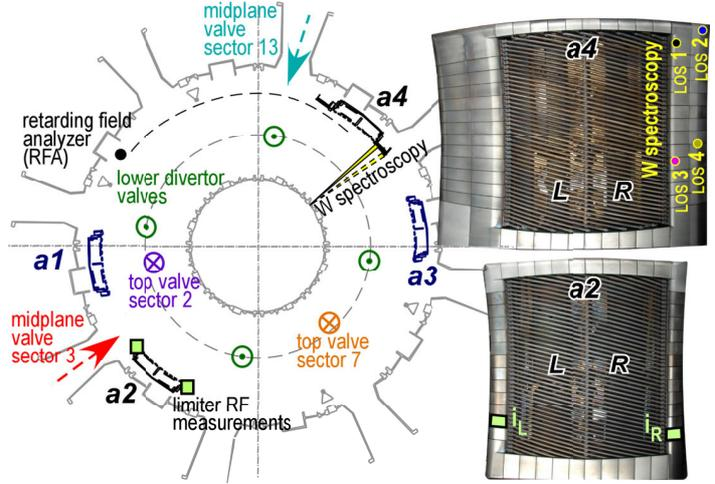 midplane
valve
sector 13
a4
retarding field
analyzer
(RFA)
W spectroscopy
lower divertor
valves
a1
top valve
sector 2
a3
midplane
valve
sector 3
top valve
sector 7
a2
limiter RF
measurements
a4
W spectroscopy
LOS 1
LOS 2
LOS 3
LOS 4
L
R
a2
L
R
iL
iR